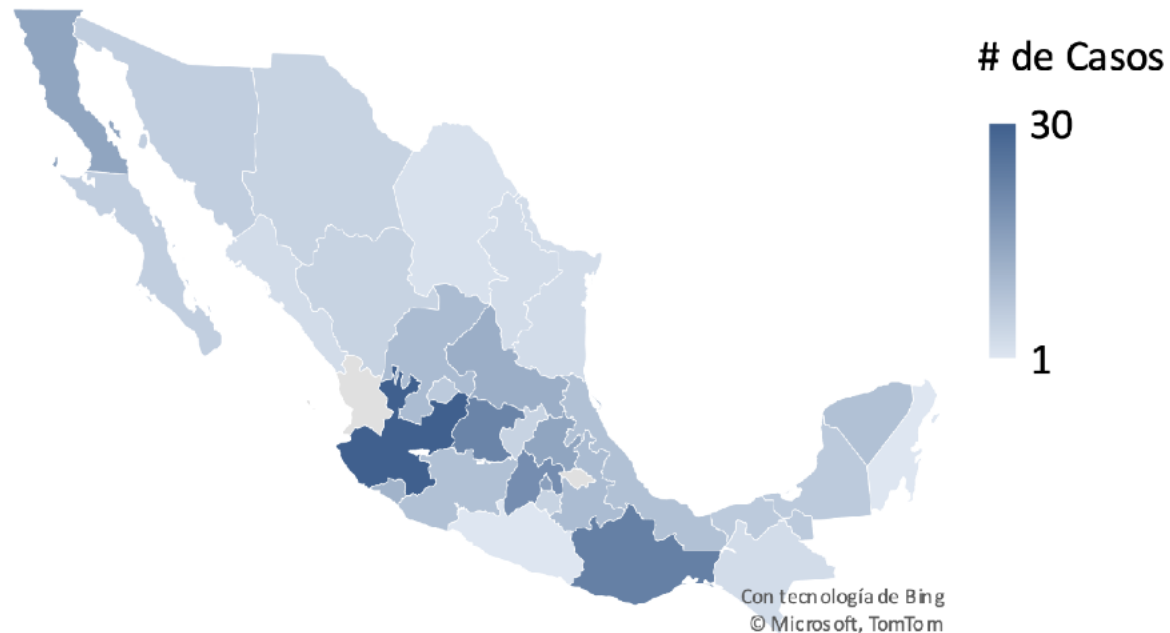 # de Casos
30
1
Con tecnología de Bing
© Microsoft, TomTom